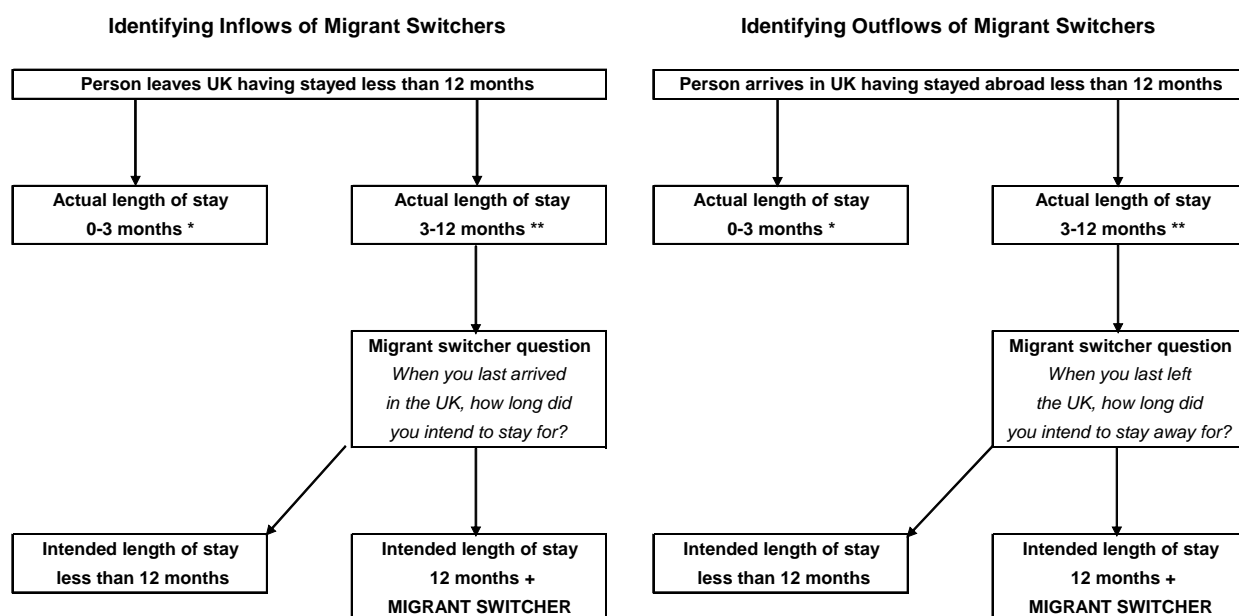 Identifying Inflows of Migrant Switchers
Person leaves UK having stayed less than 12 months
Actual length of stay
0-3 months *
Actual length of stay
3-12 months **
Migrant switcher question
When you last arrived
in the UK, how long did
you intend to stay for?
Intended length of stay
less than 12 months
Intended length of stay
12 months +
MIGRANT SWITCHER
Identifying Outflows of Migrant Switchers
Person arrives in UK having stayed abroad less than 12 months
Actual length of stay
0-3 months *
Actual length of stay
3-12 months **
Migrant switcher question
When you last left
the UK, how long did
you intend to stay away for?
Intended length of stay
less than 12 months
Intended length of stay
12 months +
MIGRANT SWITCHER